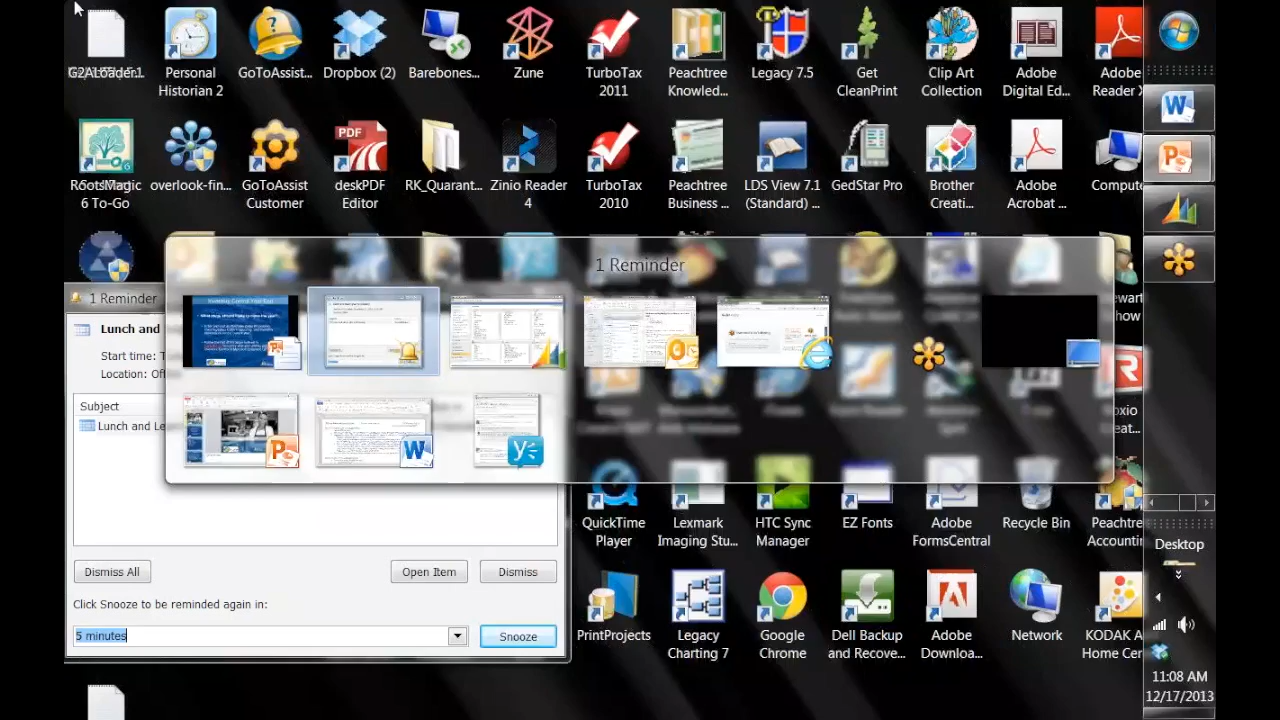 G2AL
Personal
Historian 2
GoToAssist...
Dropbox (2)
Barebones...
Zune
TurboTax
2011
Peachtree
Knowled...
Legacy 7.5
Get
CleanPrint
Clip Art
Collection
Adobe
Digital Ed...
Adobe
Reader X
RootsMagic
6 To-Go
overlook-fin...
GoToAssist
Customer
PDF
deskPDF
Editor
RK_Quarant...
Zinio Reader
4
TurboTax
2010
Peachtree
Business ...
LDS View 7.1
(Standard) ...
GedStar Pro
Brother
Creati...
Adobe
Acrobat ...
Compute
1 Reminder
1 Reminder
Lunch and
Start time: T
Location: Off
Subject
Lunch and Le
Dismiss All
Open Item
Dismiss
Click Snooze to be reminded again in:
5 minutes
Snooze
QuickTime
Player
Lexmark
Imaging Stu...
HTC Sync
Manager
EZ Fonts
Adobe
FormsCentral
Recycle Bin
Peachtre
Accountin
PrintProjects
Legacy
Charting 7
Google
Chrome
Dell Backup
and Recove...
Adobe
Downloa...
Network
KODAK A
Home Cer
Desktop
11:08 AM
12/17/2013